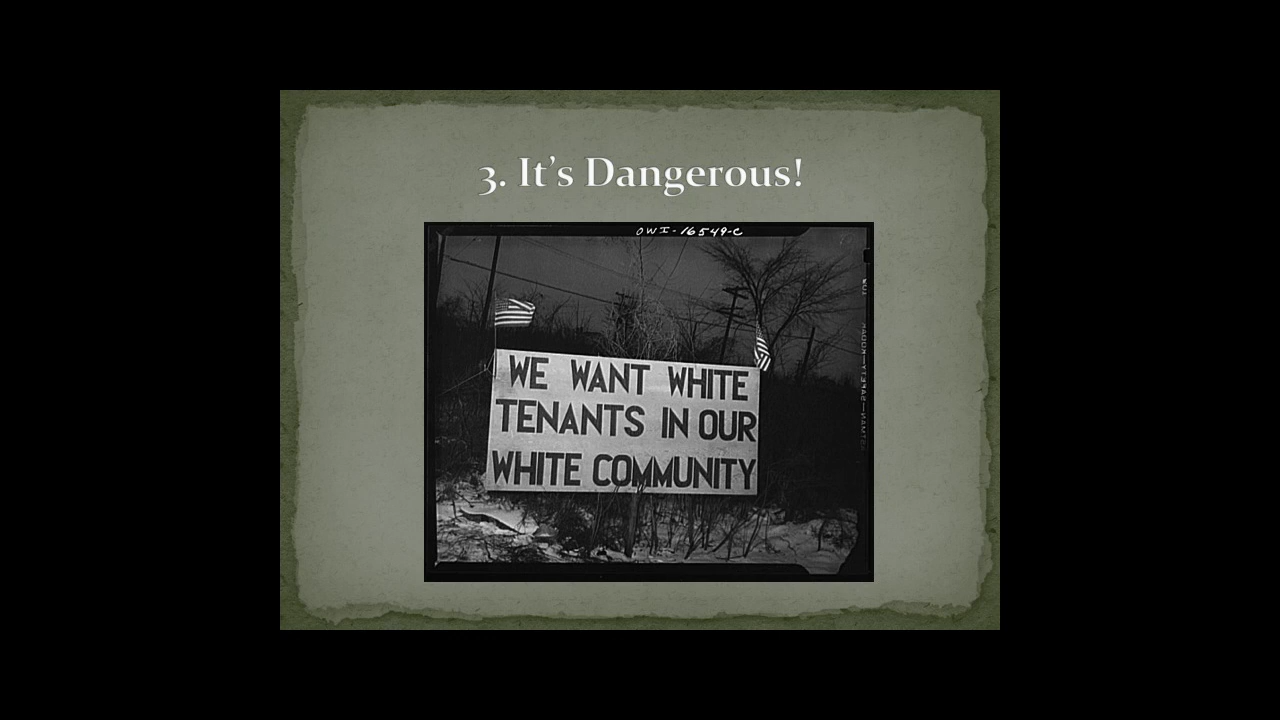 3. It's Dangerous!
OWI-16549-C
WE WANT WHITE
TENANTS IN OUR
WHITE COMMUNITY